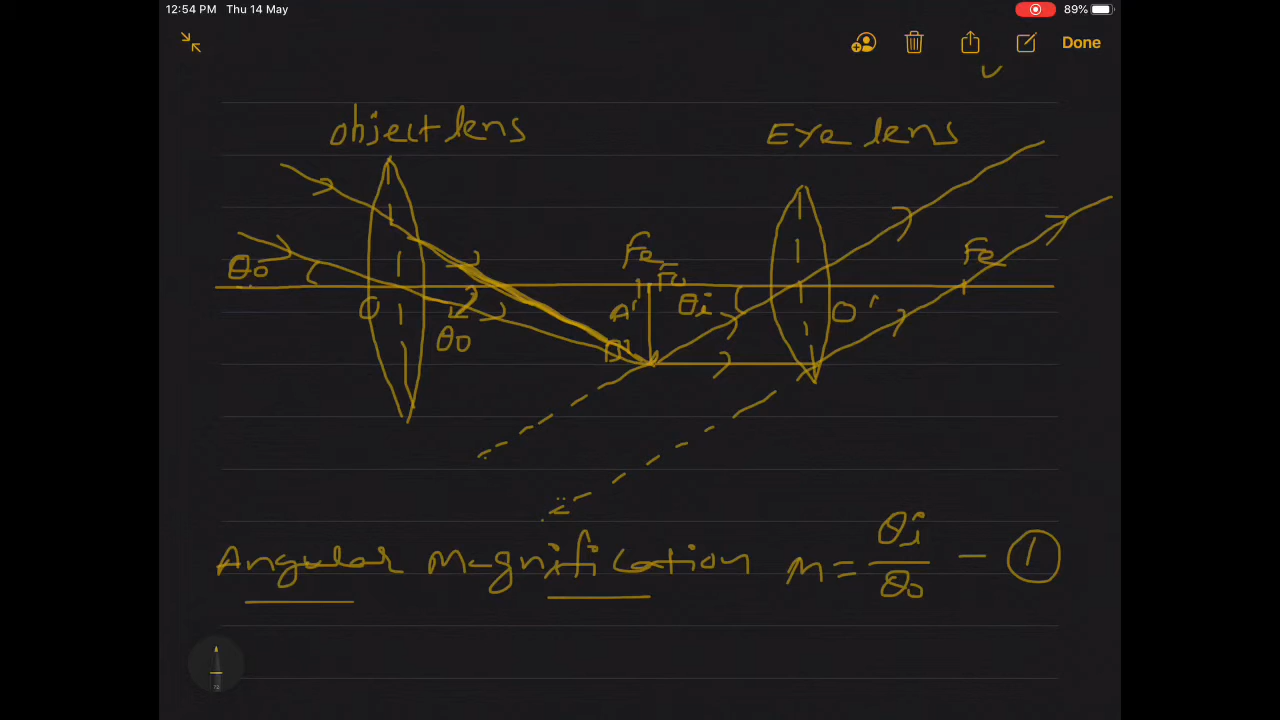 12:54 PM Thu 14 May 89%
Done
object lens Eye lens
Fe Fo Fe
θo θi
O A' O'
θo B'
Angular Magnification m = θi/θo - ①